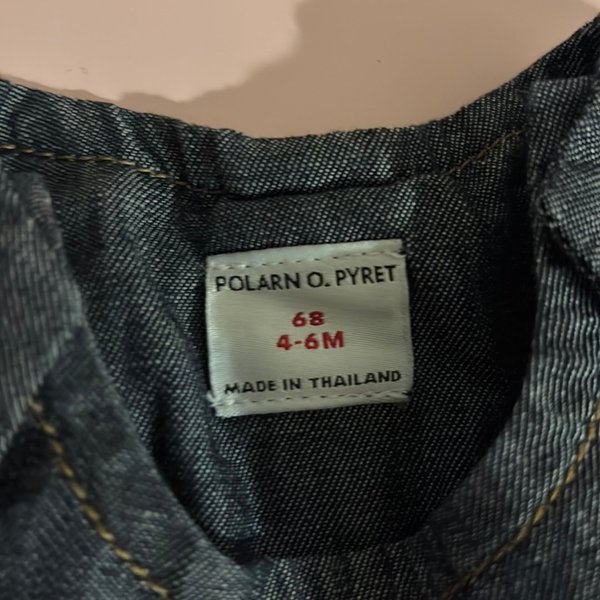 POLARN O. PYRET
68
4-6M
MADE IN THAILAND